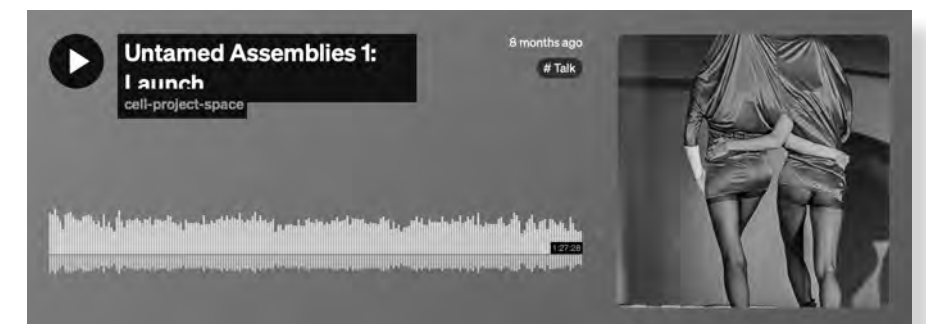 Untamed Assemblies 1:
Launch
cell-project-space
8 months ago
# Talk
1:27:28